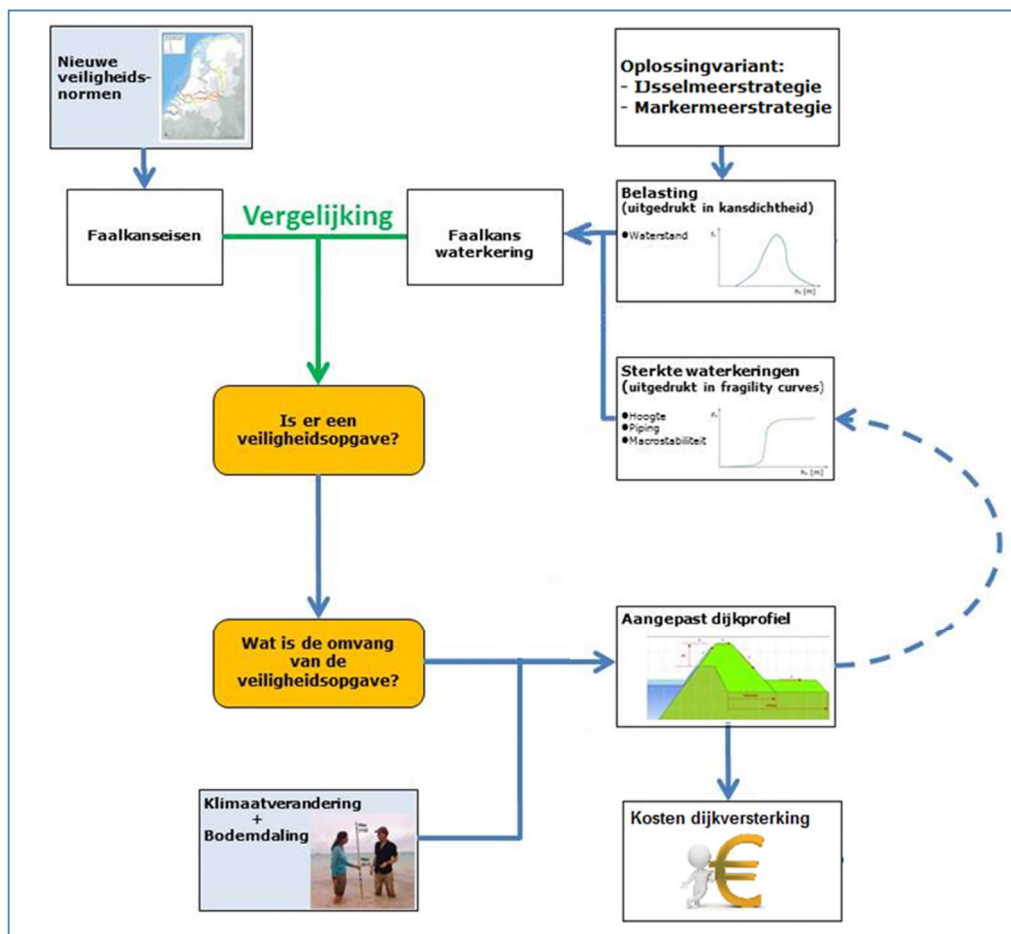 Nieuwe
veiligheids-
normen
Oplossingvariant:
- IJsselmeerstrategie
- Markermeerstrategie
Faalkanseisen
Vergelijking
Faalkans
waterkering
Belasting
(uitgedrukt in kansdichtheid)
●Waterstand
Sterkte waterkeringen
(uitgedrukt in fragility curves)
●Hoogte
●Piping
●Macrostabiliteit
Is er een
veiligheidsopgave?
Wat is de omvang
van de
veiligheidsopgave?
Aangepast dijkprofiel
Klimaatverandering
+
Bodemdaling
Kosten dijkversterking
€